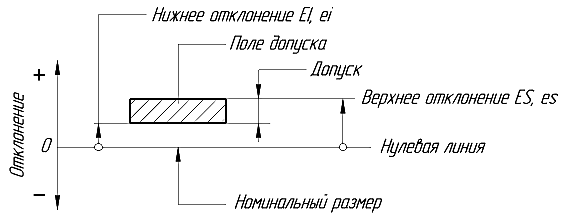 Нижнее отклонение EI, ei
Поле допуска
Допуск
Верхнее отклонение ES, es
+
Отклонение
0
Нулевая линия
−
Номинальный размер